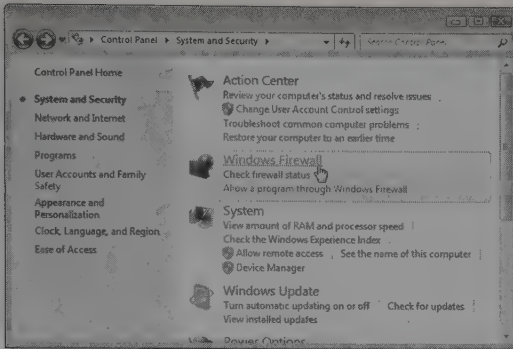 Control Panel ▸ System and Security ▸
Search Control Panel
Control Panel Home
System and Security
Network and Internet
Hardware and Sound
Programs
User Accounts and Family
Safety
Appearance and
Personalization
Clock, Language, and Region
Ease of Access
Action Center
Review your computer's status and resolve issues
Change User Account Control settings
Troubleshoot common computer problems
Restore your computer to an earlier time
Windows Firewall
Check firewall status
Allow a program through Windows Firewall
System
View amount of RAM and processor speed
Check the Windows Experience Index
Allow remote access See the name of this computer
Device Manager
Windows Update
Turn automatic updating on or off Check for updates
View installed updates
Power Options